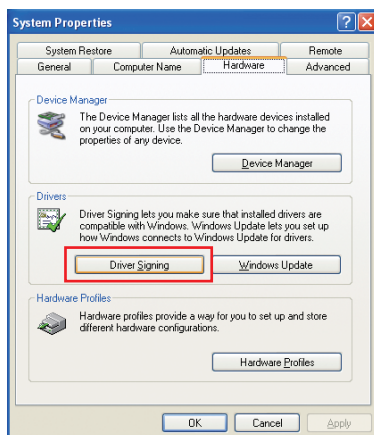 System Properties
System Restore Automatic Updates Remote
General Computer Name Hardware Advanced
Device Manager
The Device Manager lists all the hardware devices installed
on your computer. Use the Device Manager to change the
properties of any device.
Device Manager
Drivers
Driver Signing lets you make sure that installed drivers are
compatible with Windows. Windows Update lets you set up
how Windows connects to Windows Update for drivers.
Driver Signing Windows Update
Hardware Profiles
Hardware profiles provide a way for you to set up and store
different hardware configurations.
Hardware Profiles
OK Cancel Apply